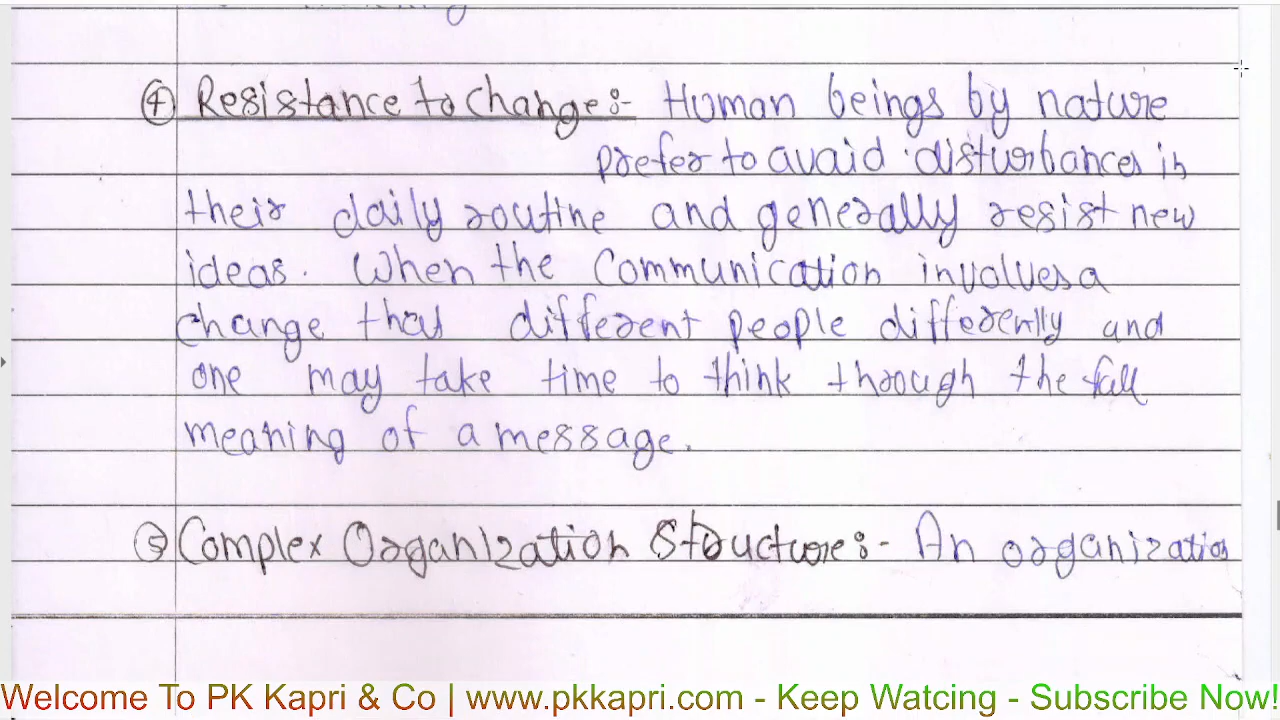 ④ Resistance to change:- Human beings by nature
prefer to avaid disturbances in
their daily routine and generally resist new
ideas. When the Communication involves a
change that different people differently and
one may take time to think through the fall
meaning of a message.
⑤ Complex Organization Structure:- An organization
Welcome To PK Kapri & Co | www.pkkapri.com - Keep Watcing - Subscribe Now!